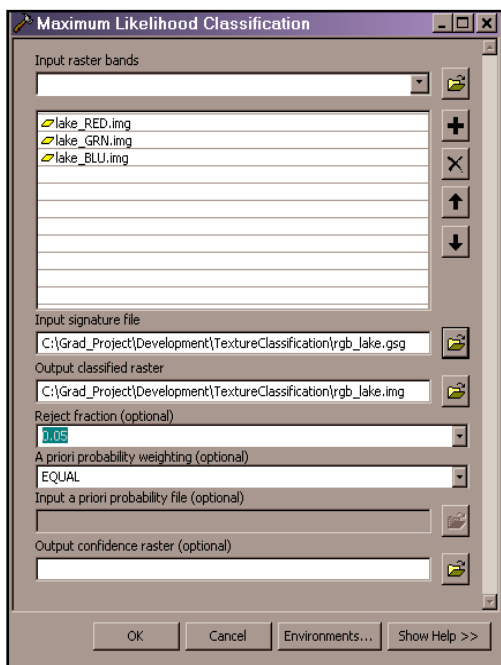 Maximum Likelihood Classification
Input raster bands
lake_RED.img
lake_GRN.img
lake_BLU.img
Input signature file
C:\Grad_Project\Development\TextureClassification\rgb_lake.gsg
Output classified raster
C:\Grad_Project\Development\TextureClassification\rgb_lake.img
Reject fraction (optional)
0.05
A priori probability weighting (optional)
EQUAL
Input a priori probability file (optional)
Output confidence raster (optional)
OK Cancel Environments... Show Help >>